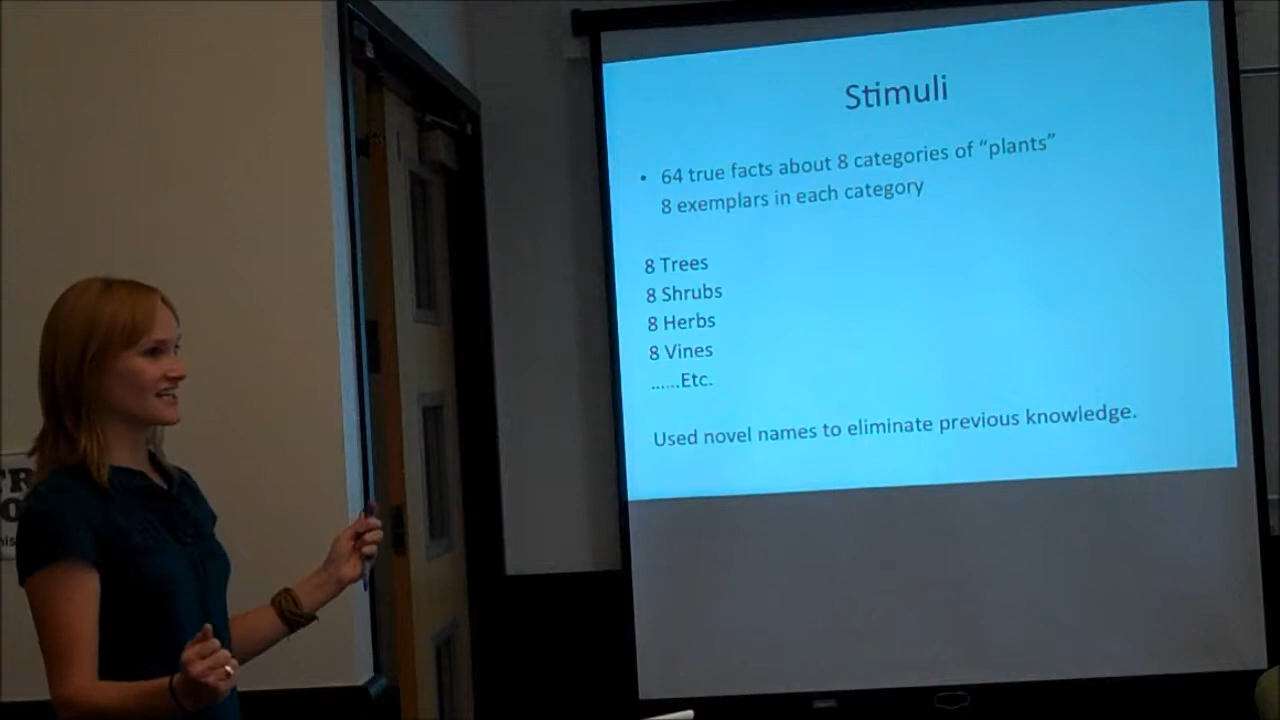 Stimuli
• 64 true facts about 8 categories of “plants”
8 exemplars in each category
8 Trees
8 Shrubs
8 Herbs
8 Vines
......Etc.
Used novel names to eliminate previous knowledge.